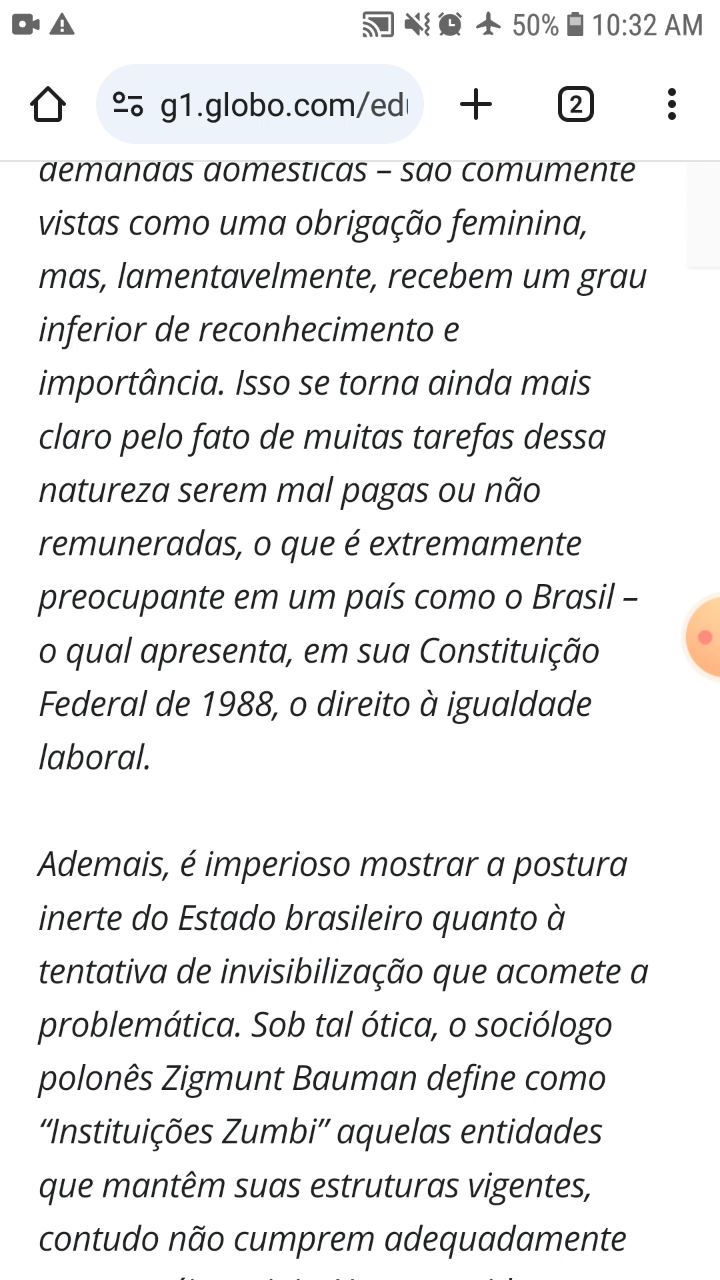 50% 10:32 AM
g1.globo.com/ed
2
demandas domésticas – são comumente
vistas como uma obrigação feminina,
mas, lamentavelmente, recebem um grau
inferior de reconhecimento e
importância. Isso se torna ainda mais
claro pelo fato de muitas tarefas dessa
natureza serem mal pagas ou não
remuneradas, o que é extremamente
preocupante em um país como o Brasil –
o qual apresenta, em sua Constituição
Federal de 1988, o direito à igualdade
laboral.
Ademais, é imperioso mostrar a postura
inerte do Estado brasileiro quanto à
tentativa de invisibilização que acomete a
problemática. Sob tal ótica, o sociólogo
polonês Zigmunt Bauman define como
“Instituições Zumbi” aquelas entidades
que mantêm suas estruturas vigentes,
contudo não cumprem adequadamente